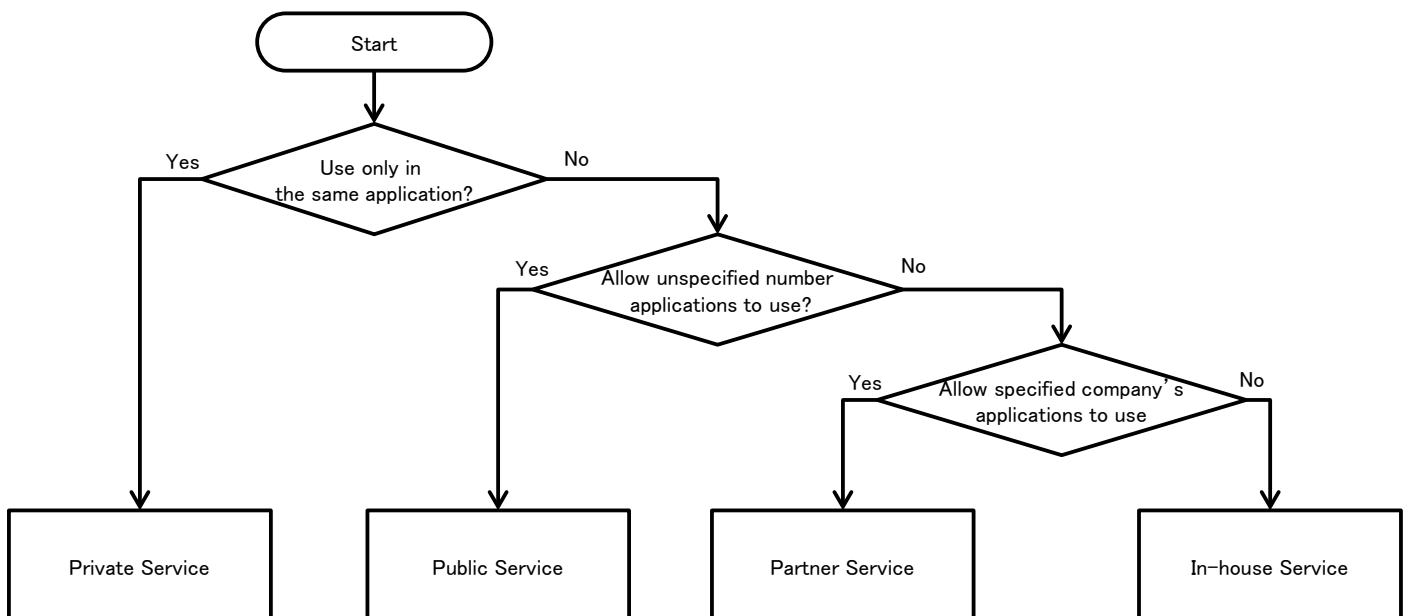 Start
Yes
No
Use only in
the same application?
Yes
No
Allow unspecified number
applications to use?
Yes
No
Allow specified company's
applications to use
Private Service
Public Service
Partner Service
In-house Service